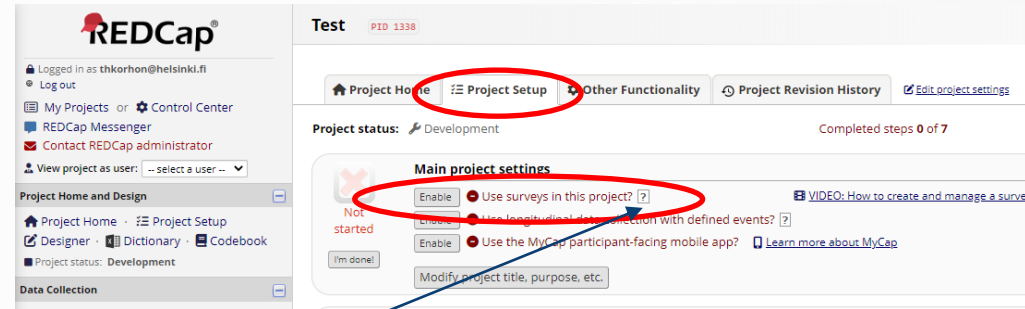 REDCap®
Logged in as thkorhon@helsinki.fi
Log out
My Projects or Control Center
REDCap Messenger
Contact REDCap administrator
View project as user: -- select a user --
Project Home and Design
Project Home · Project Setup
Designer · Dictionary · Codebook
Project status: Development
Data Collection
Test PID 1338
Project Home Project Setup Other Functionality Project Revision History Edit project settings
Project status: Development Completed steps 0 of 7
Main project settings
Not started
I'm done!
Enable Use surveys in this project? ? VIDEO: How to create and manage a surve
Enable Use longitudinal data collection with defined events? ?
Enable Use the MyCap participant-facing mobile app? Learn more about MyCap
Modify project title, purpose, etc.